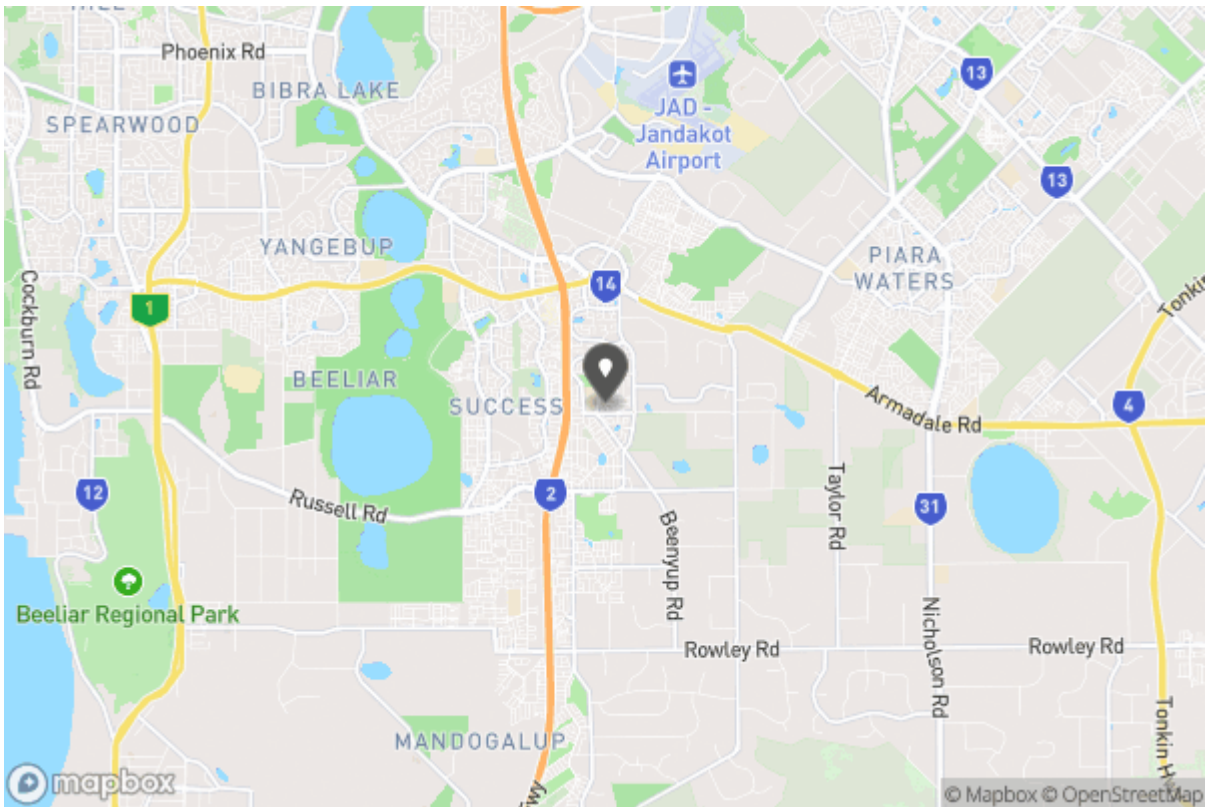 Phoenix Rd
BIBRA LAKE
SPEARWOOD
JAD -
Jandakot
Airport
13
13
YANGEBUP
PIARA
WATERS
14
1
Cockburn Rd
BEELIAR
SUCCESS
Armadale Rd
4
12
Russell Rd
2
Beenyup Rd
Taylor Rd
31
Beeliar Regional Park
Nicholson Rd
Rowley Rd
Rowley Rd
MANDOGALUP
mapbox
© Mapbox © OpenStreetMap